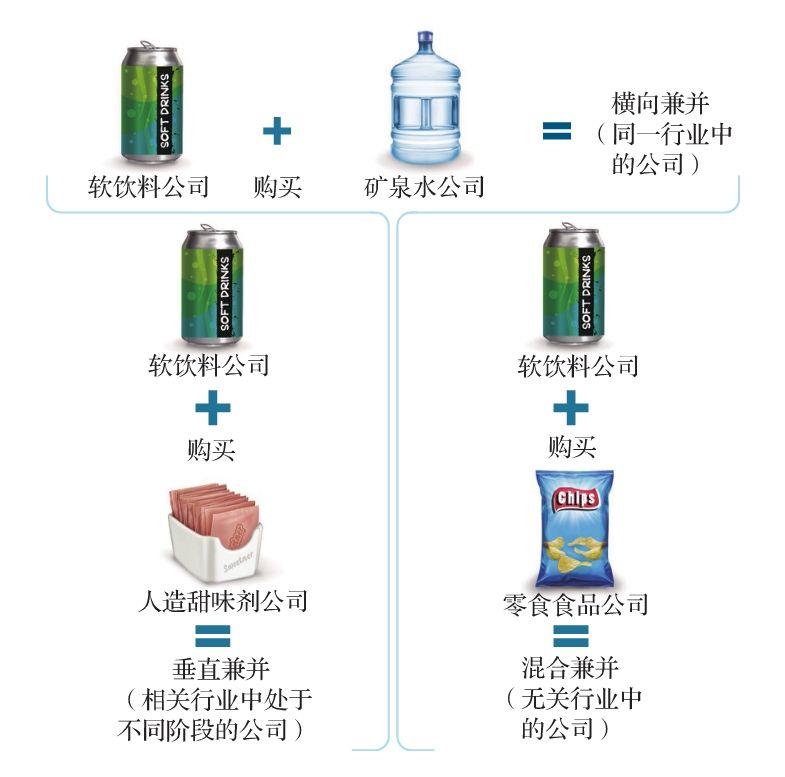 SOFT DRINKS
软饮料公司
购买
矿泉水公司
横向兼并
（同一行业中
的公司）
SOFT DRINKS
软饮料公司
购买
Sweetener
人造甜味剂公司
垂直兼并
（相关行业中处于
不同阶段的公司）
SOFT DRINKS
软饮料公司
购买
Chips
零食食品公司
混合兼并
（无关行业中
的公司）